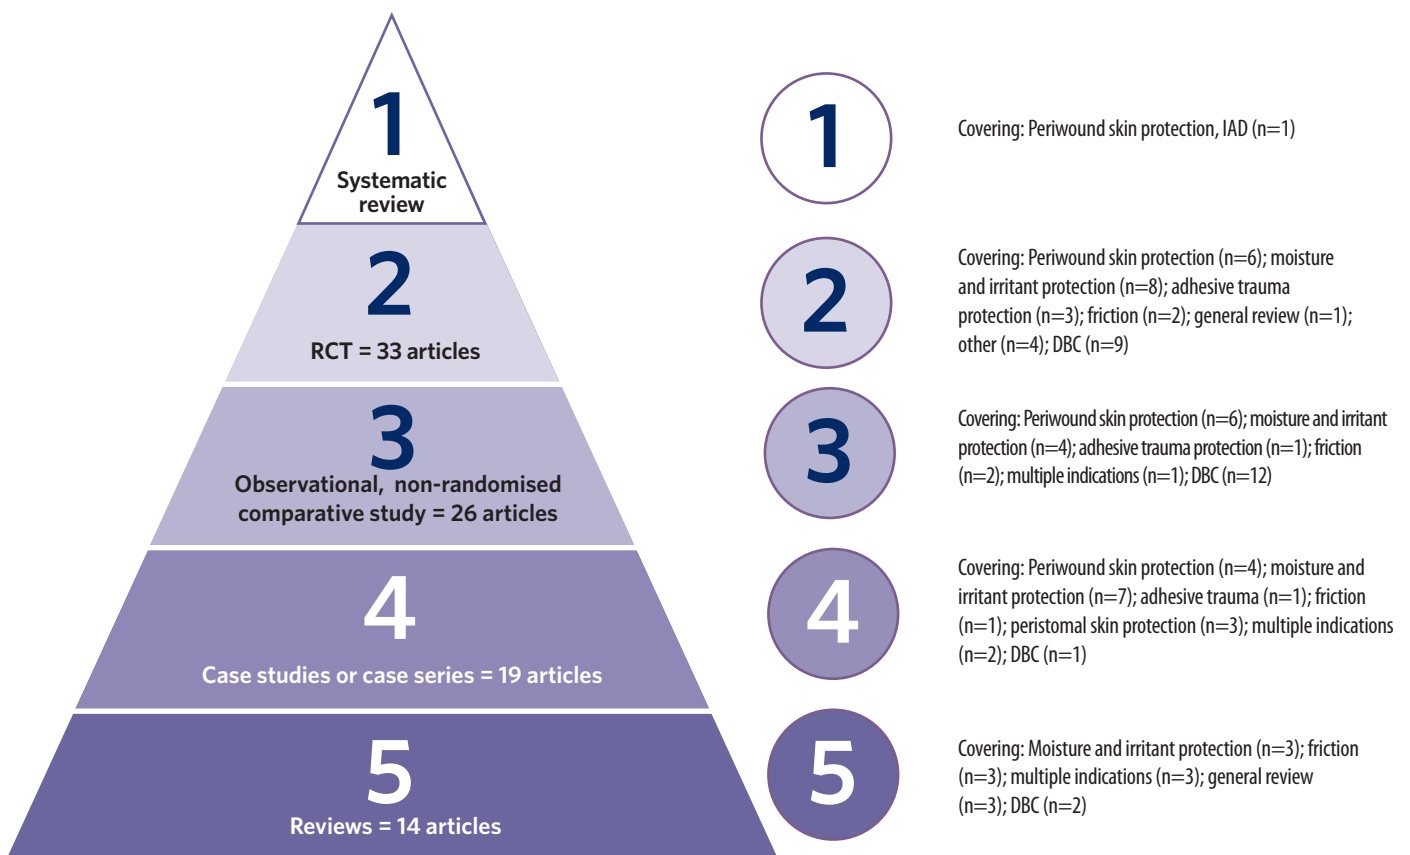 1
Systematic
review
2
RCT = 33 articles
3
Observational, non-randomised
comparative study = 26 articles
4
Case studies or case series = 19 articles
5
Reviews = 14 articles
1
Covering: Periwound skin protection, IAD (n=1)
2
Covering: Periwound skin protection (n=6); moisture
and irritant protection (n=8); adhesive trauma
protection (n=3); friction (n=2); general review (n=1);
other (n=4); DBC (n=9)
3
Covering: Periwound skin protection (n=6); moisture and irritant
protection (n=4); adhesive trauma protection (n=1); friction
(n=2); multiple indications (n=1); DBC (n=12)
4
Covering: Periwound skin protection (n=4); moisture and
irritant protection (n=7); adhesive trauma (n=1); friction
(n=1); peristomal skin protection (n=3); multiple indications
(n=2); DBC (n=1)
5
Covering: Moisture and irritant protection (n=3); friction
(n=3); multiple indications (n=3); general review
(n=3); DBC (n=2)